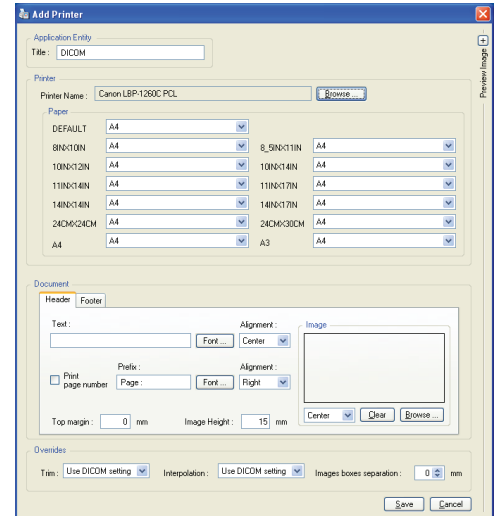 Add Printer
Application Entity
Title : DICOM
Preview Image
Printer
Printer Name : Canon LBP-1260C PCL Browse ...
Paper
DEFAULT A4
8INX10IN A4 8_5INX11IN A4
10INX12IN A4 10INX14IN A4
11INX14IN A4 11INX17IN A4
14INX14IN A4 14INX17IN A4
24CMX24CM A4 24CMX30CM A4
A4 A4 A3 A4
Document
Header Footer
Text : Alignment : Image
Font ... Center
Prefix : Alignment :
Print page number Page : Font ... Right
Center Clear Browse ...
Top margin : 0 mm Image Height : 15 mm
Overrides
Trim : Use DICOM setting Interpolation : Use DICOM setting Images boxes separation : 0 mm
Save Cancel